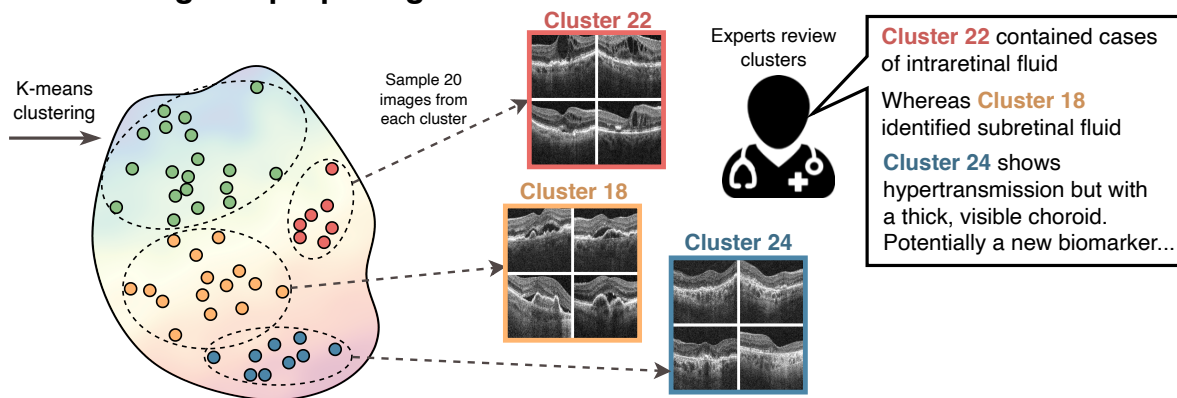 K-means
clustering
Sample 20
images from
each cluster
Cluster 22
Cluster 18
Cluster 24
Experts review
clusters
Cluster 22 contained cases
of intraretinal fluid
Whereas Cluster 18
identified subretinal fluid
Cluster 24 shows
hypertransmission but with
a thick, visible choroid.
Potentially a new biomarker...